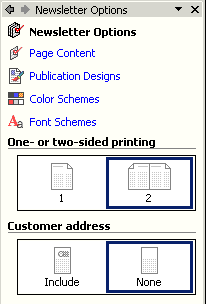 Newsletter Options
Newsletter Options
Page Content
Publication Designs
Color Schemes
Font Schemes
One- or two-sided printing
1 2
Customer address
Include None